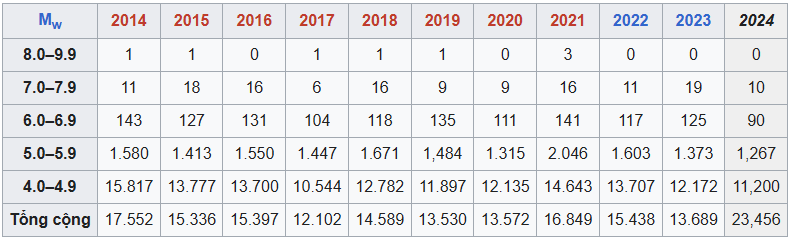 Mw 2014 2015 2016 2017 2018 2019 2020 2021 2022 2023 2024
8.0–9.9 1 1 0 1 1 1 0 3 0 0 0
7.0–7.9 11 18 16 6 16 9 9 16 11 19 10
6.0–6.9 143 127 131 104 118 135 111 141 117 125 90
5.0–5.9 1.580 1.413 1.550 1.447 1.671 1,484 1.315 2.046 1.603 1.373 1,267
4.0–4.9 15.817 13.777 13.700 10.544 12.782 11.897 12.135 14.643 13.707 12.172 11,200
Tổng cộng 17.552 15.336 15.397 12.102 14.589 13.530 13.572 16.849 15.438 13.689 23,456